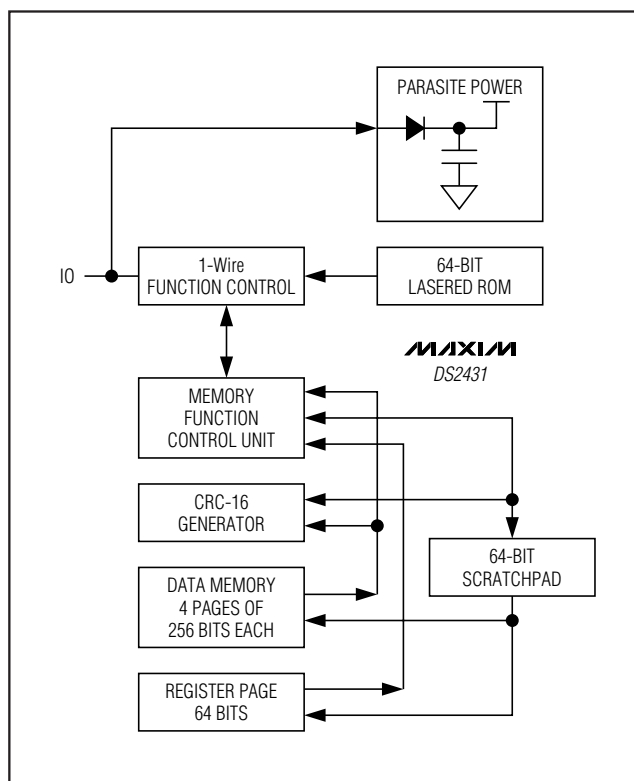 PARASITE POWER
IO
1-Wire
FUNCTION CONTROL
64-BIT
LASERED ROM
MAXIM
DS2431
MEMORY
FUNCTION
CONTROL UNIT
CRC-16
GENERATOR
64-BIT
SCRATCHPAD
DATA MEMORY
4 PAGES OF
256 BITS EACH
REGISTER PAGE
64 BITS